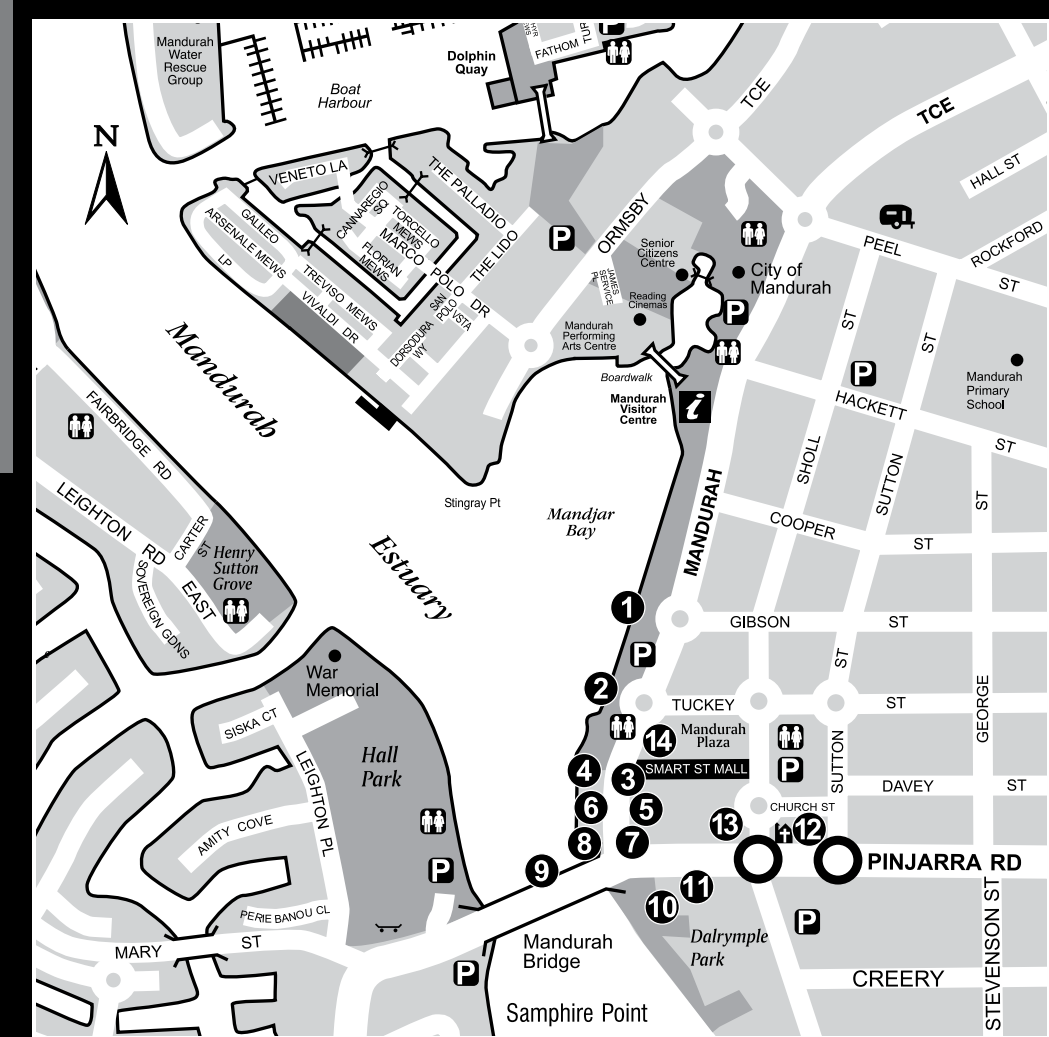 Mandurah
Water
Rescue
Group
Boat
Harbour
Dolphin
Quay
FATHOM
TCE
TCE
HALL ST
N
VENETO LA
THE PALLADIO
CANNAREGIO
SQ
TORCELLO
MEWS
GALILEO
ARSENALE MEWS
LP
FLORIAN
MEWS
MARCO POLO DR
THE LIDO
TREVISO MEWS
VIVALDI DR
SAN
POLO
VSTA
DORSODURA
WY
P
ORMSBY
JAMES
SERVICE
PL
Senior
Citizens
Centre
City of
Mandurah
Reading
Cinemas
P
Mandurah
Performing
Arts Centre
Boardwalk
Mandurah
Visitor
Centre
i
PEEL
ST
ROCKFORD
ST
ST
P
HACKETT
ST
Mandurah
Primary
School
SHOLL
SUTTON
ST
MANDURAH
COOPER
ST
Mandurah
Estuary
FAIRBRIDGE RD
LEIGHTON RD
EAST
CARTER
ST
SOVEREIGN GDNS
Henry
Sutton
Grove
Stingray Pt
Mandjar
Bay
1
GIBSON
ST
P
2
ST
TUCKEY
ST
GEORGE
War
Memorial
SISKA CT
LEIGHTON PL
Hall
Park
14
Mandurah
Plaza
4
3
SMART ST MALL
P
SUTTON
DAVEY
ST
6
5
CHURCH ST
13
12
8
7
AMITY COVE
P
9
PINJARRA RD
11
10
PERIE BANOU CL
MARY
ST
Dalrymple
Park
P
Mandurah
Bridge
P
CREERY
STEVENSON ST
Samphire Point